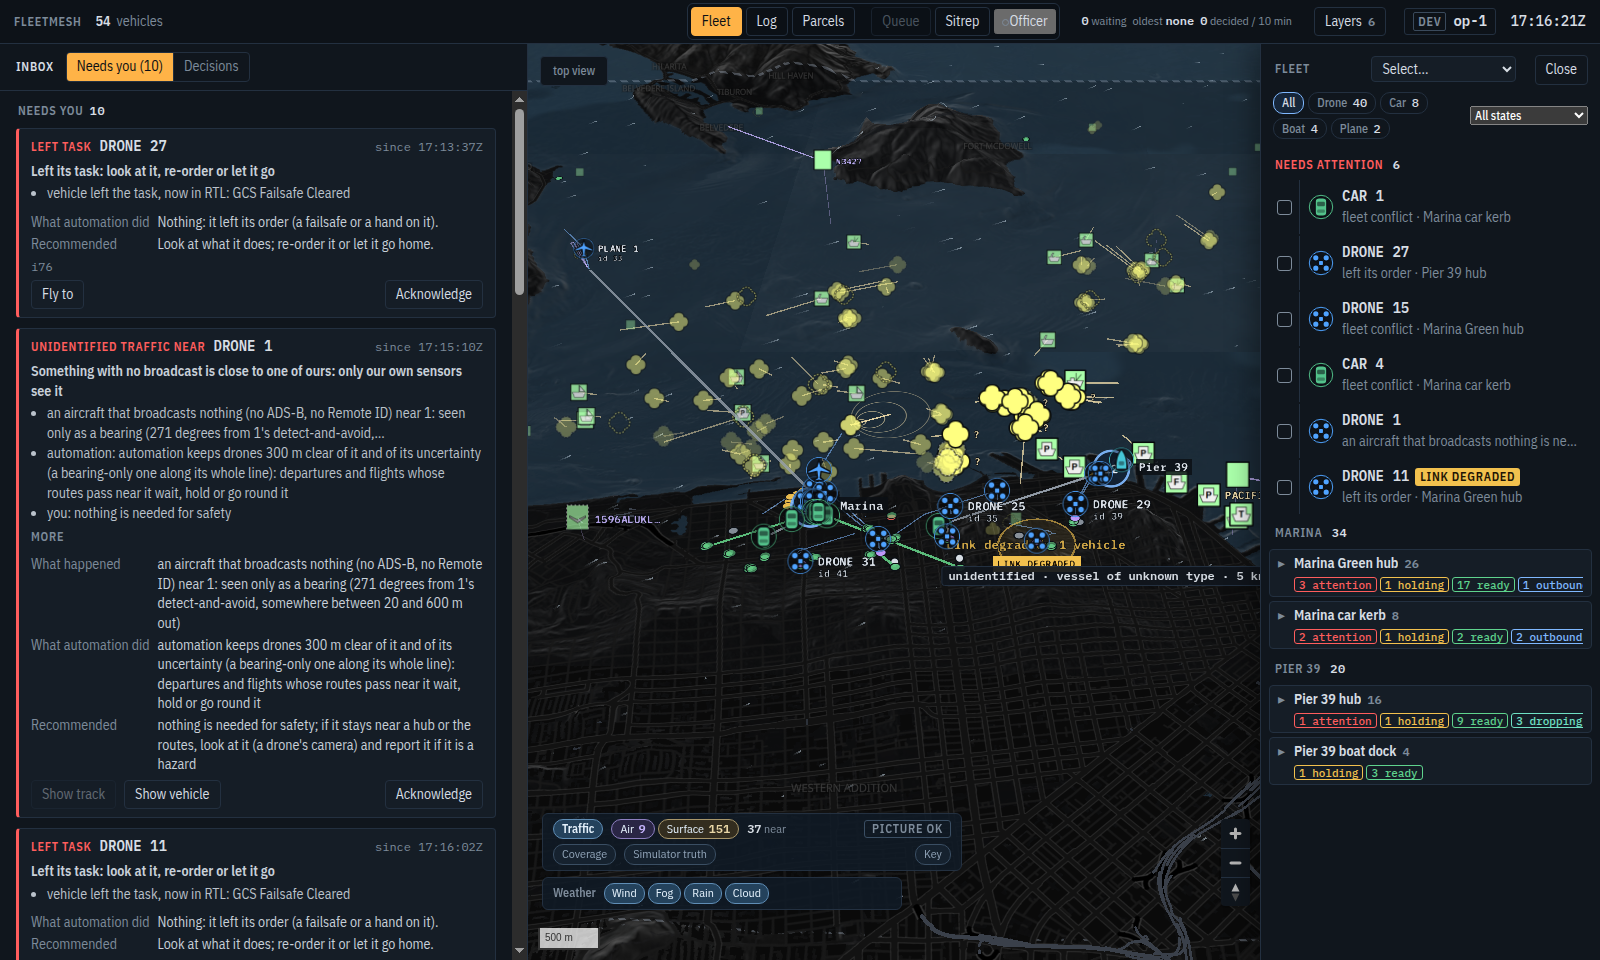 FLEETMESH 54 vehicles
Fleet Log Parcels Queue Sitrep Officer
0 waiting oldest none 0 decided / 10 min
Layers 6
DEV op-1
17:16:21Z
INBOX Needs you (10) Decisions
NEEDS YOU 10
LEFT TASK DRONE 27 since 17:13:37Z
Left its task: look at it, re-order or let it go
• vehicle left the task, now in RTL: GCS Failsafe Cleared
What automation did Nothing: it left its order (a failsafe or a hand on it).
Recommended Look at what it does; re-order it or let it go home.
i76
Fly to Acknowledge
UNIDENTIFIED TRAFFIC NEAR DRONE 1 since 17:15:10Z
Something with no broadcast is close to one of ours: only our own sensors
see it
• an aircraft that broadcasts nothing (no ADS-B, no Remote ID) near 1: seen
only as a bearing (271 degrees from 1's detect-and-avoid,...
• automation: automation keeps drones 300 m clear of it and of its uncertainty
(a bearing-only one along its whole line): departures and flights whose
routes pass near it wait, hold or go round it
• you: nothing is needed for safety
MORE
What happened an aircraft that broadcasts nothing (no ADS-B, no Remote
ID) near 1: seen only as a bearing (271 degrees from 1's
detect-and-avoid, somewhere between 20 and 600 m
out)
What automation did automation keeps drones 300 m clear of it and of its
uncertainty (a bearing-only one along its whole line):
departures and flights whose routes pass near it wait,
hold or go round it
Recommended nothing is needed for safety; if it stays near a hub or the
routes, look at it (a drone's camera) and report it if it is a
hazard
Show track Show vehicle Acknowledge
LEFT TASK DRONE 11 since 17:16:02Z
Left its task: look at it, re-order or let it go
• vehicle left the task, now in RTL: GCS Failsafe Cleared
What automation did Nothing: it left its order (a failsafe or a hand on it).
Recommended Look at what it does; re-order it or let it go home.
top view
HILL HAVEN
TIBURON
FORT MCDOWELL
N3427
PLANE 1
id 33
Pier 39
Marina
1596ALUKL…
DRONE 25
id 35
DRONE 29
id 39
PACIF
DRONE 31
id 41
Link degraded 1 vehicle
LINK DEGRADED
unidentified · vessel of unknown type · 5 k
WESTERN ADDITION
Traffic Air 9 Surface 151 37 near PICTURE OK
Coverage Simulator truth Key
Weather Wind Fog Rain Cloud
500 m
FLEET Select... Close
All Drone 40 Car 8
Boat 4 Plane 2
All states
NEEDS ATTENTION 6
CAR 1
fleet conflict · Marina car kerb
DRONE 27
left its order · Pier 39 hub
DRONE 15
fleet conflict · Marina Green hub
CAR 4
fleet conflict · Marina car kerb
DRONE 1
an aircraft that broadcasts nothing is ne...
DRONE 11 LINK DEGRADED
left its order · Marina Green hub
MARINA 34
Marina Green hub 26
3 attention 1 holding 17 ready 1 outboun
Marina car kerb 8
2 attention 1 holding 2 ready 2 outbound
PIER 39 20
Pier 39 hub 16
1 attention 1 holding 9 ready 3 dropping
Pier 39 boat dock 4
1 holding 3 ready